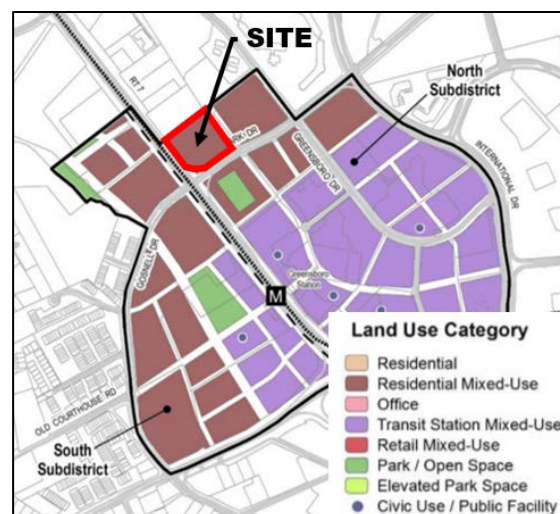 SITE
RT 7
North
Subdistrict
PARK DR
GREENSBORO DR
INTERNATIONAL DR
GOSNELL DR
Greensboro
Station
M
OLD COURTHOUSE RD
South
Subdistrict
Land Use Category
Residential
Residential Mixed-Use
Office
Transit Station Mixed-Use
Retail Mixed-Use
Park / Open Space
Elevated Park Space
Civic Use / Public Facility